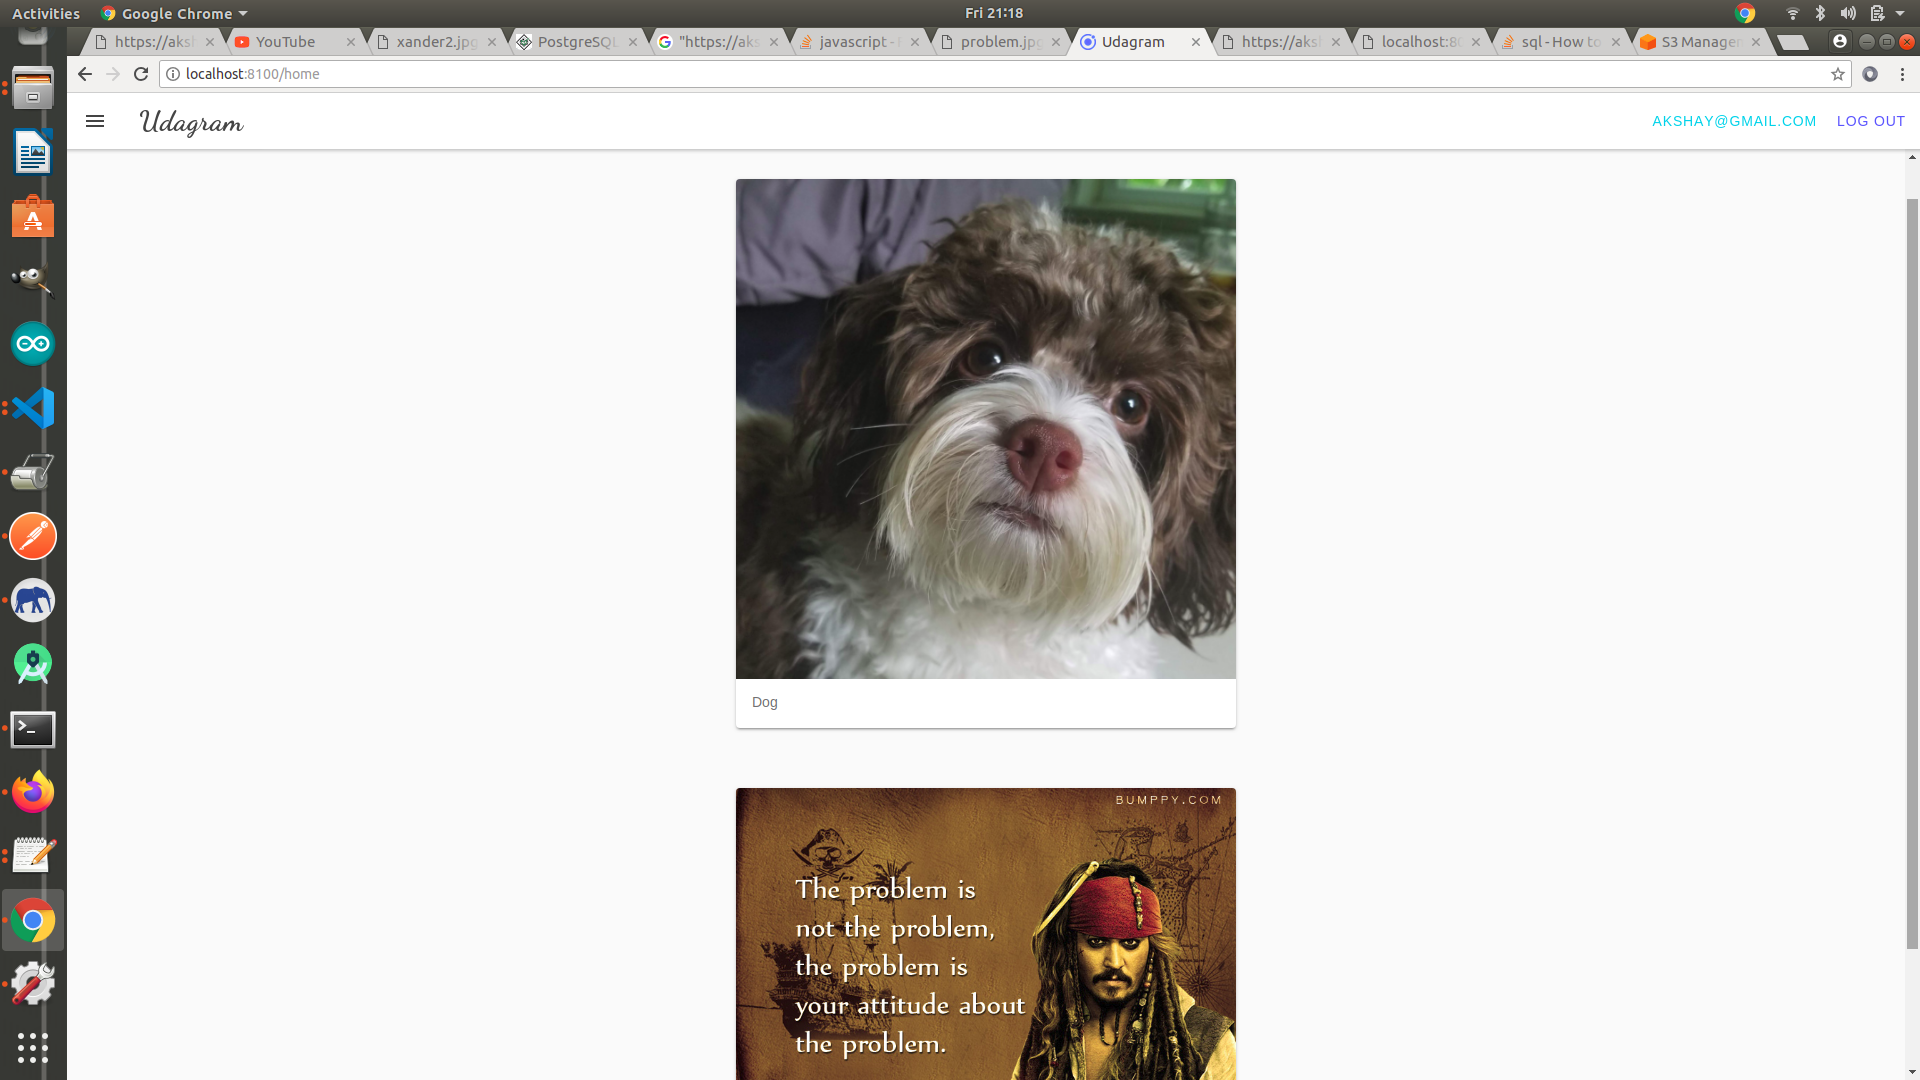 Activities
Google Chrome
Fri 21:18
https://aksh
YouTube
xander2.jpg
PostgreSQL
"https://aks
javascript - 
problem.jpg
Udagram
https://aksh
localhost:80
sql - How to
S3 Manager
localhost:8100/home
Udagram
AKSHAY@GMAIL.COM
LOG OUT
Dog
BUMPPY.COM
The problem is
not the problem,
the problem is
your attitude about
the problem.